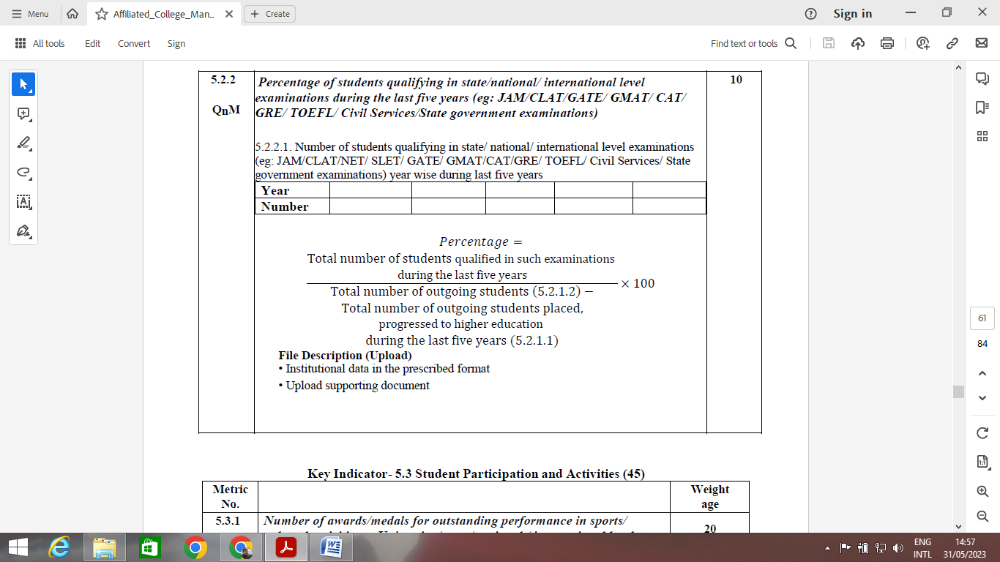 Menu
Affiliated_College_Man...
Create
Sign in
All tools
Edit
Convert
Sign
Find text or tools
5.2.2
QnM
Percentage of students qualifying in state/national/ international level
examinations during the last five years (eg: JAM/CLAT/GATE/ GMAT/ CAT/
GRE/ TOEFL/ Civil Services/State government examinations)
10
5.2.2.1. Number of students qualifying in state/ national/ international level examinations
(eg: JAM/CLAT/NET/ SLET/ GATE/ GMAT/CAT/GRE/ TOEFL/ Civil Services/ State
government examinations) year wise during last five years
Year
Number
Percentage =
Total number of students qualified in such examinations
during the last five years
× 100
Total number of outgoing students (5.2.1.2) −
Total number of outgoing students placed,
progressed to higher education
during the last five years (5.2.1.1)
File Description (Upload)
• Institutional data in the prescribed format
• Upload supporting document
Key Indicator- 5.3 Student Participation and Activities (45)
Metric
No.
Weight
age
5.3.1
Number of awards/medals for outstanding performance in sports/
20
61
84
1:1
ENG
INTL
14:57
31/05/2023